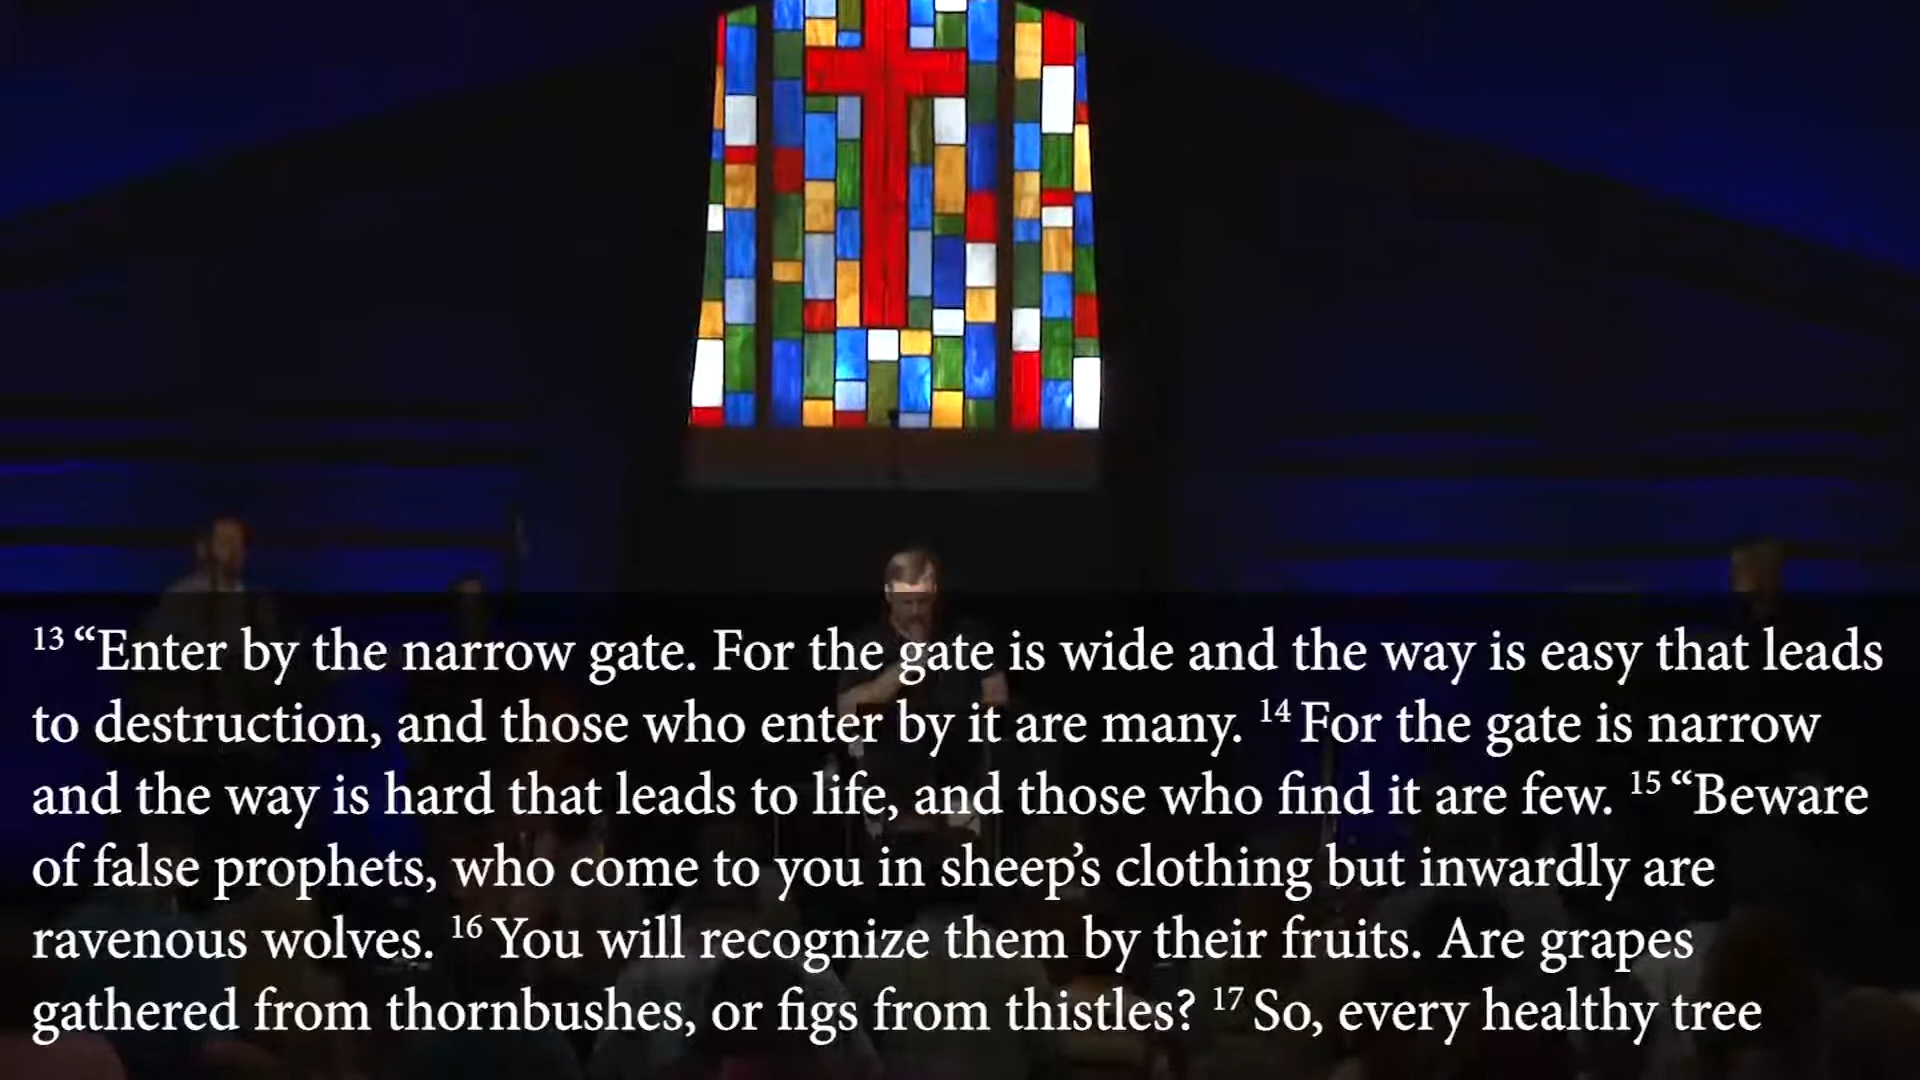 13 “Enter by the narrow gate. For the gate is wide and the way is easy that leads
to destruction, and those who enter by it are many. 14 For the gate is narrow
and the way is hard that leads to life, and those who find it are few. 15 “Beware
of false prophets, who come to you in sheep’s clothing but inwardly are
ravenous wolves. 16 You will recognize them by their fruits. Are grapes
gathered from thornbushes, or figs from thistles? 17 So, every healthy tree